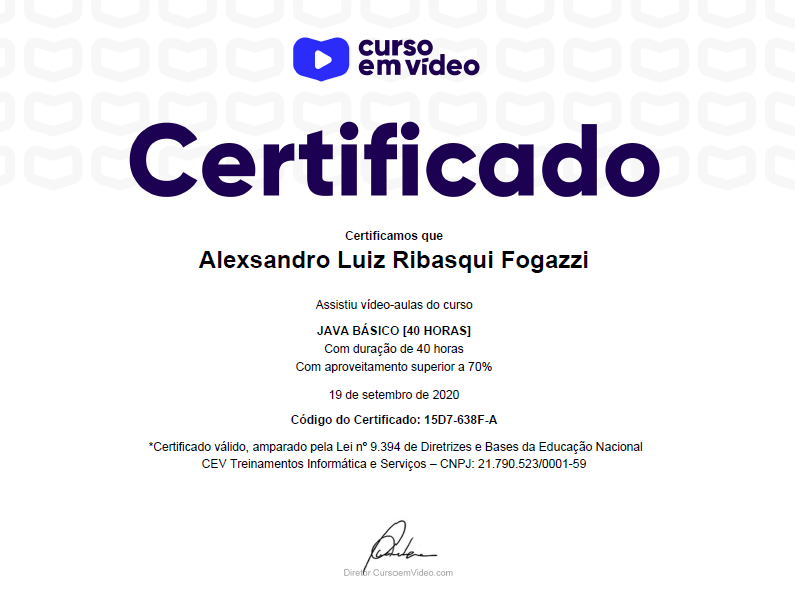 curso
em vídeo
Certificado
Certificamos que
Alexsandro Luiz Ribasqui Fogazzi
Assistiu vídeo-aulas do curso
JAVA BÁSICO [40 HORAS]
Com duração de 40 horas
Com aproveitamento superior a 70%
19 de setembro de 2020
Código do Certificado: 15D7-638F-A
*Certificado válido, amparado pela Lei nº 9.394 de Diretrizes e Bases da Educação Nacional
CEV Treinamentos Informática e Serviços – CNPJ: 21.790.523/0001-59
Diretor CursoemVideo.com